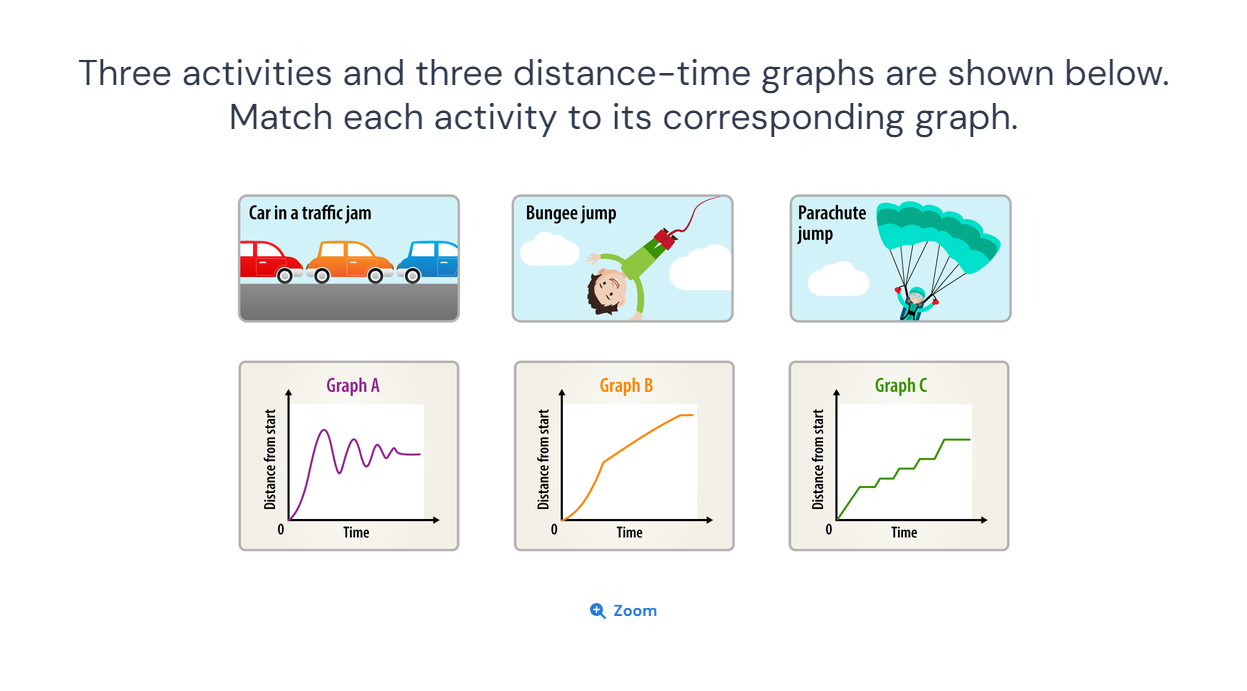 Three activities and three distance-time graphs are shown below.
Match each activity to its corresponding graph.
Car in a traffic jam
Bungee jump
Parachute
jump
Graph A
Distance from start
0
Time
Graph B
Distance from start
0
Time
Graph C
Distance from start
0
Time
Zoom